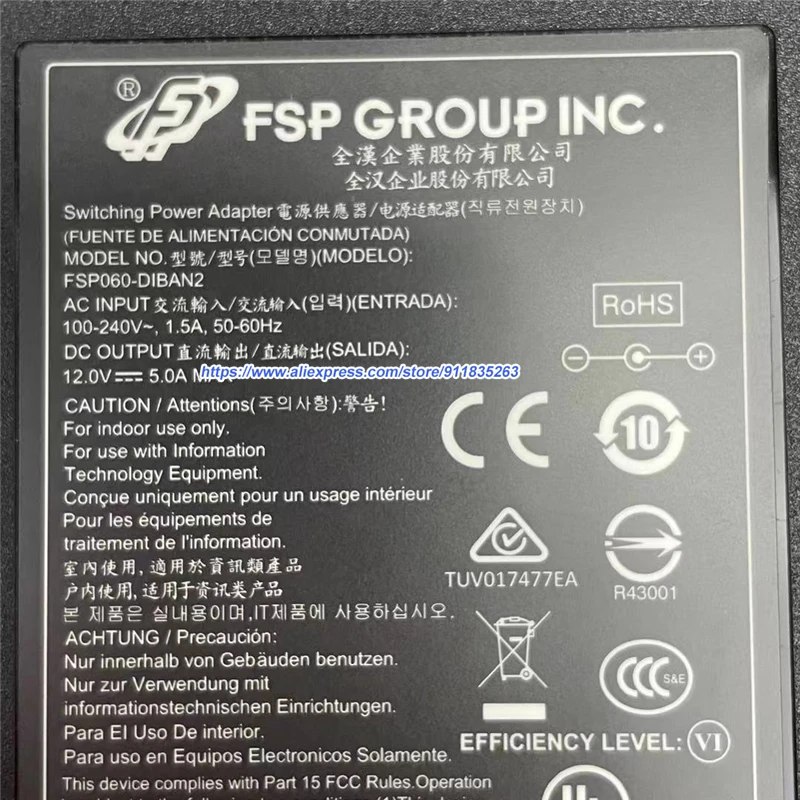 ® FSP GROUP INC.
全漢企業股份有限公司
全汉企业股份有限公司
Switching Power Adapter 電源供應器/电源适配器(직류전원장치)
(FUENTE DE ALIMENTACIÓN CONMUTADA)
MODEL NO.型號/型号(모델명)(MODELO):
FSP060-DIBAN2
AC INPUT 交流輸入/交流输入(입력)(ENTRADA):
100-240V~, 1.5A, 50-60Hz
RoHS
DC OUTPUT 直流輸出/直流输出(SALIDA):
12.0V 5.0A
https://www.aliexpress.com/store/911835263
CAUTION / Attentions(주의사항):警告!
For indoor use only.
For use with Information
Technology Equipment.
CE
10
Conçue uniquement pour un usage intérieur
Pour les équipements de
traitement de l'information.
TUV017477EA
R43001
室內使用, 適用於資訊類產品
户内使用, 适用于资讯类产品
본 제품은 실내용이며,IT제품에 사용하십시오.
ACHTUNG / Precaución:
Nur innerhalb von Gebäuden benutzen.
Nur zur Verwendung mit
informationstechnischen Einrichtungen.
CCC S&E
Para El Uso De interior.
Para uso en Equipos Electronicos Solamente.
EFFICIENCY LEVEL: VI
This device complies with Part 15 FCC Rules.Operation